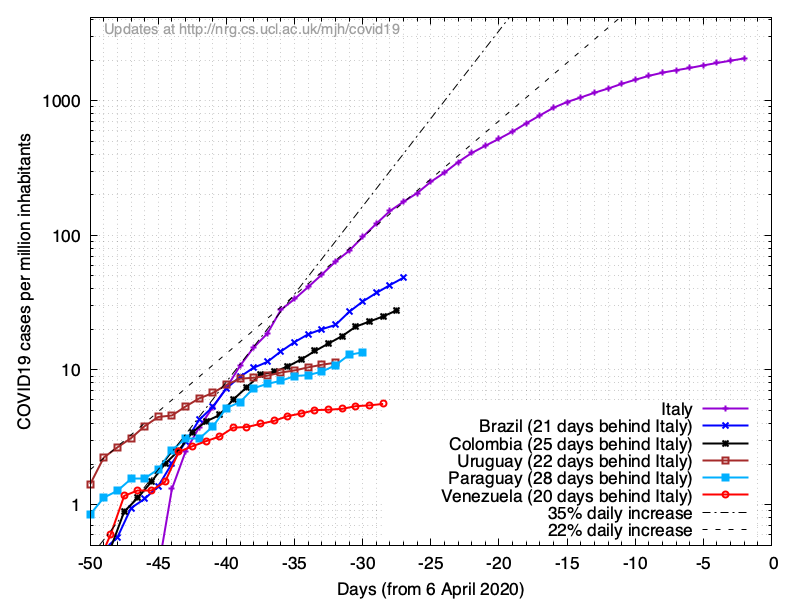 Updates at http://nrg.cs.ucl.ac.uk/mjh/covid19
COVID19 cases per million inhabitants
1000
100
10
1
Italy
Brazil (21 days behind Italy)
Colombia (25 days behind Italy)
Uruguay (22 days behind Italy)
Paraguay (28 days behind Italy)
Venezuela (20 days behind Italy)
35% daily increase
22% daily increase
-50 -45 -40 -35 -30 -25 -20 -15 -10 -5 0
Days (from 6 April 2020)